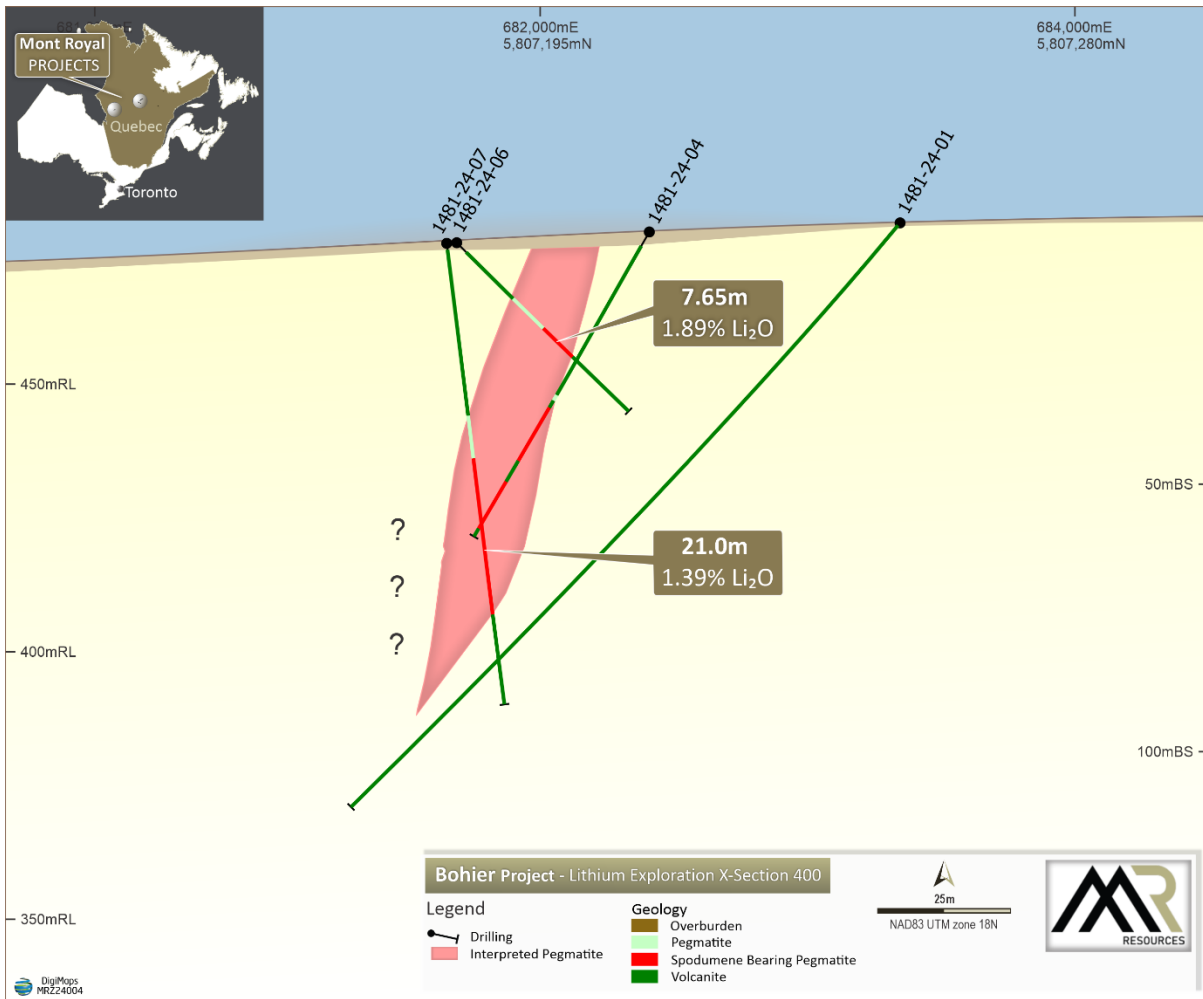 682,000mE
5,807,195mN
684,000mE
5,807,280mN
Mont Royal
PROJECTS
Quebec
Toronto
1481-24-07
1481-24-06
1481-24-04
1481-24-01
7.65m
1.89% Li₂O
450mRL
50mBS
?
21.0m
1.39% Li₂O
?
?
400mRL
100mBS
350mRL
Bohier Project - Lithium Exploration X-Section 400
Legend
Drilling
Interpreted Pegmatite
Geology
Overburden
Pegmatite
Spodumene Bearing Pegmatite
Volcanite
25m
NAD83 UTM zone 18N
MR
RESOURCES
DigiMaps
MRZ24004